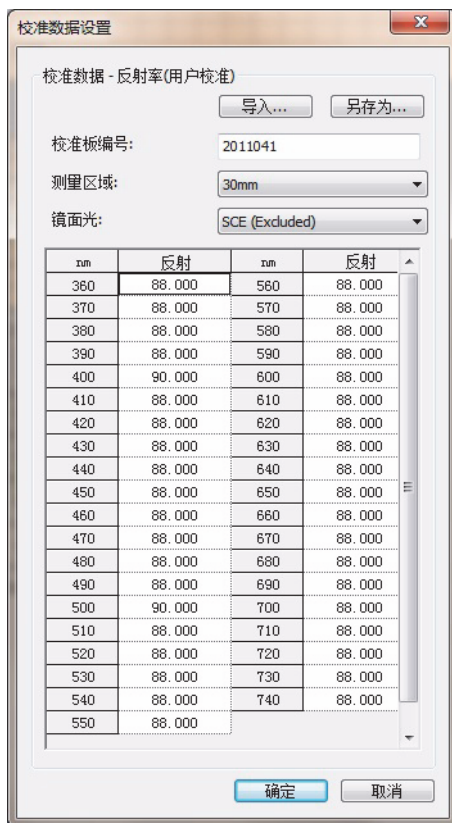 校准数据设置
校准数据 - 反射率(用户校准)
导入... 另存为...
校准板编号: 2011041
测量区域: 30mm
镜面光: SCE (Excluded)
nm 反射 nm 反射
360 88.000 560 88.000
370 88.000 570 88.000
380 88.000 580 88.000
390 88.000 590 88.000
400 90.000 600 88.000
410 88.000 610 88.000
420 88.000 620 88.000
430 88.000 630 88.000
440 88.000 640 88.000
450 88.000 650 88.000
460 88.000 660 88.000
470 88.000 670 88.000
480 88.000 680 88.000
490 88.000 690 88.000
500 90.000 700 88.000
510 88.000 710 88.000
520 88.000 720 88.000
530 88.000 730 88.000
540 88.000 740 88.000
550 88.000
确定 取消